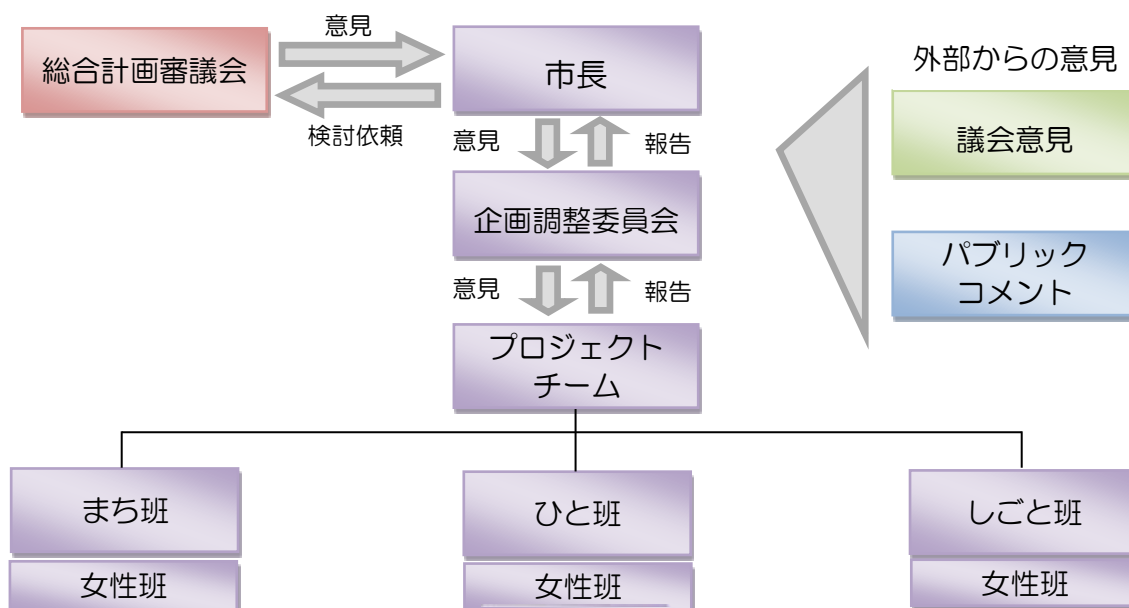 意見
総合計画審議会
市長
検討依頼
外部からの意見
議会意見
パブリック
コメント
意見
報告
企画調整委員会
意見
報告
プロジェクト
チーム
まち班
ひと班
しごと班
女性班
女性班
女性班